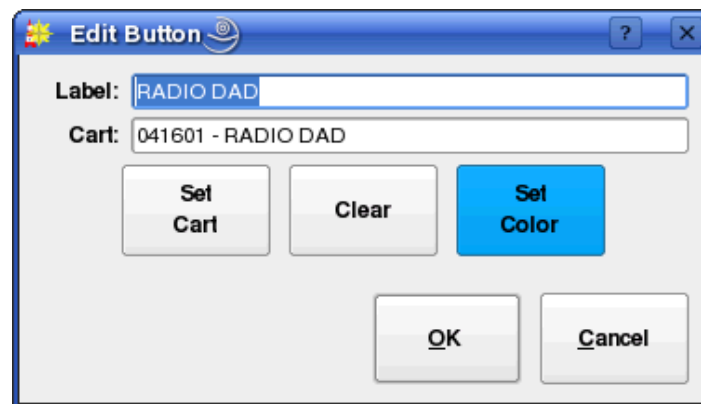 Edit Button
?
Label: RADIO DAD
Cart: 041601 - RADIO DAD
Set
Cart
Clear
Set
Color
OK
Cancel